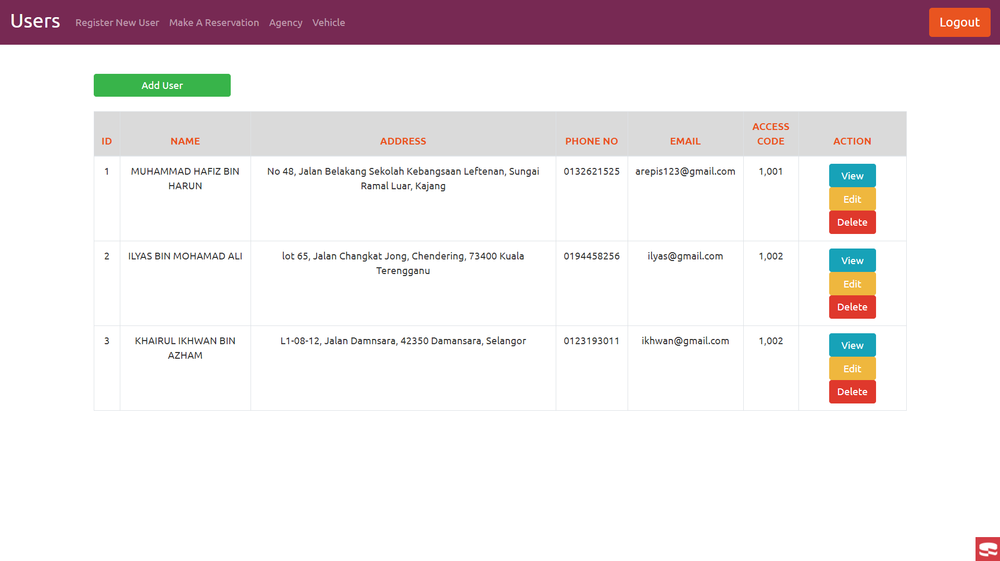 Users Register New User Make A Reservation Agency Vehicle Logout
Add User
ID NAME ADDRESS PHONE NO EMAIL ACCESS CODE ACTION
1 MUHAMMAD HAFIZ BIN HARUN No 48, Jalan Belakang Sekolah Kebangsaan Leftenan, Sungai Ramal Luar, Kajang 0132621525 arepis123@gmail.com 1,001 View
Edit
Delete
2 ILYAS BIN MOHAMAD ALI lot 65, Jalan Changkat Jong, Chendering, 73400 Kuala Terengganu 0194458256 ilyas@gmail.com 1,002 View
Edit
Delete
3 KHAIRUL IKHWAN BIN AZHAM L1-08-12, Jalan Damnsara, 42350 Damansara, Selangor 0123193011 ikhwan@gmail.com 1,002 View
Edit
Delete